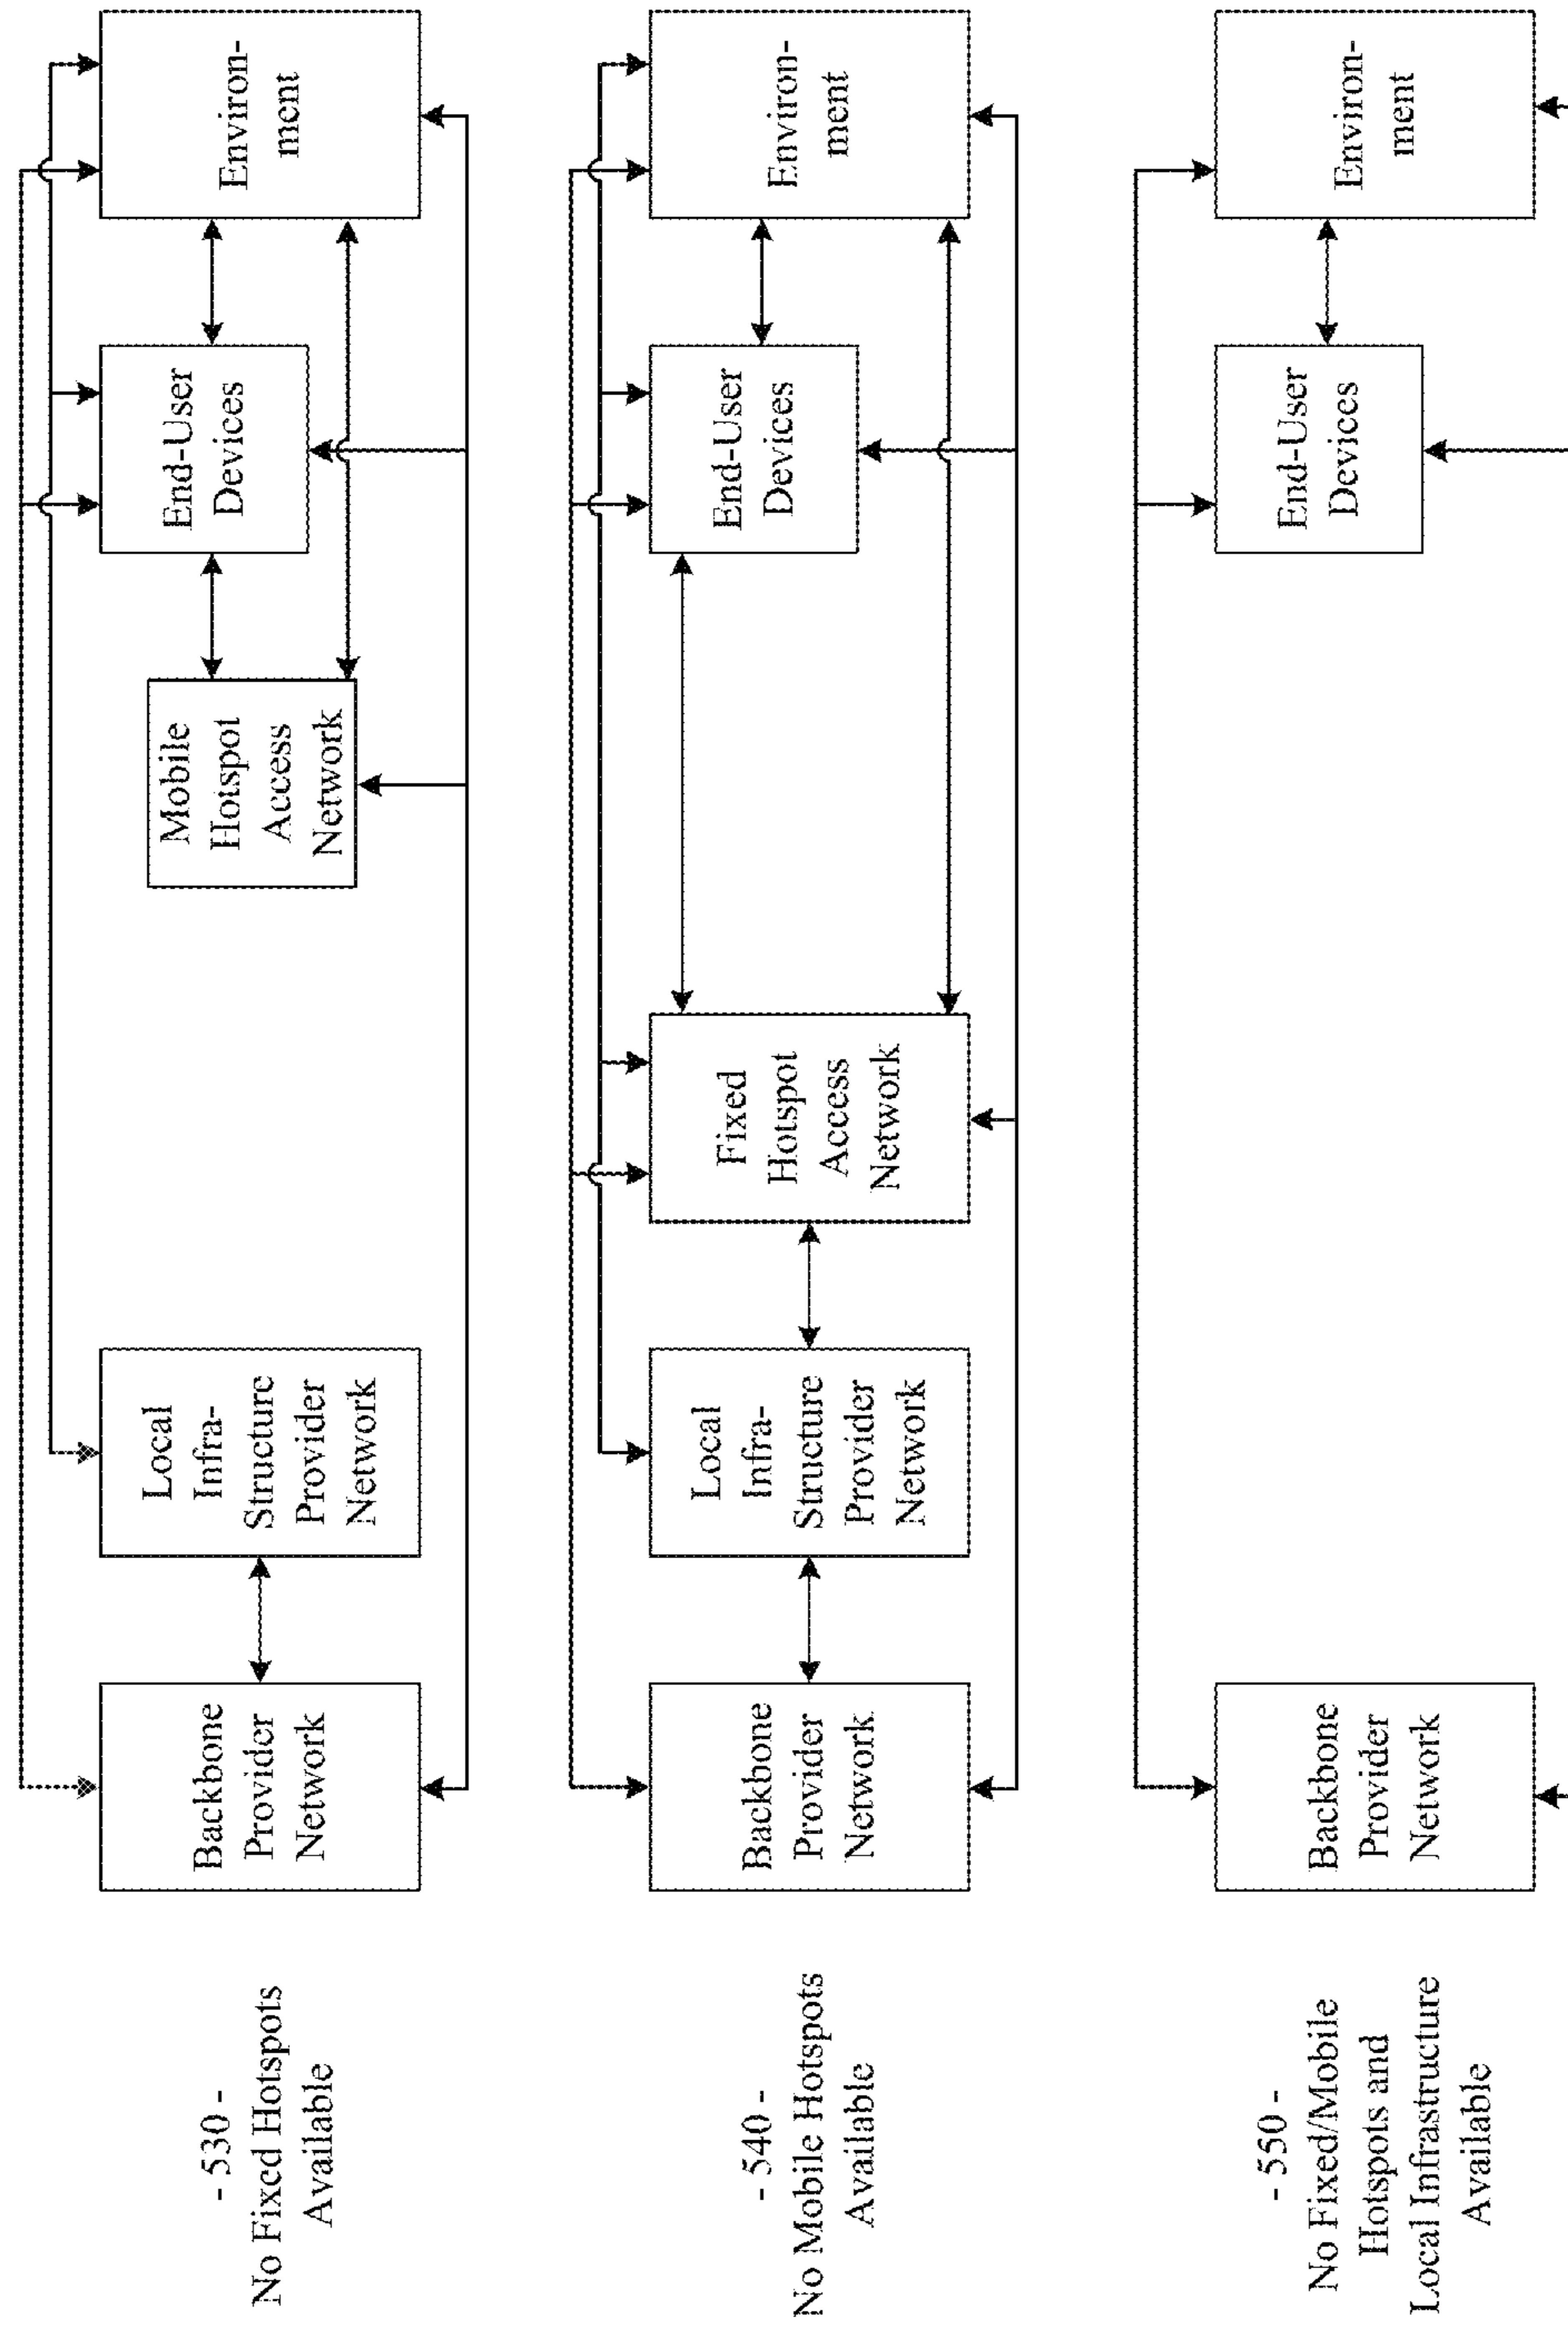 - 530 -
No Fixed Hotspots
Available
Backbone
Provider
Network
Local
Infra-
Structure
Provider
Network
Mobile
Hotspot
Access
Network
End-User
Devices
Environ-
ment
- 540 -
No Mobile Hotspots
Available
Backbone
Provider
Network
Local
Infra-
Structure
Provider
Network
Fixed
Hotspot
Access
Network
End-User
Devices
Environ-
ment
- 550 -
No Fixed/Mobile
Hotspots and
Local Infrastructure
Available
Backbone
Provider
Network
End-User
Devices
Environ-
ment